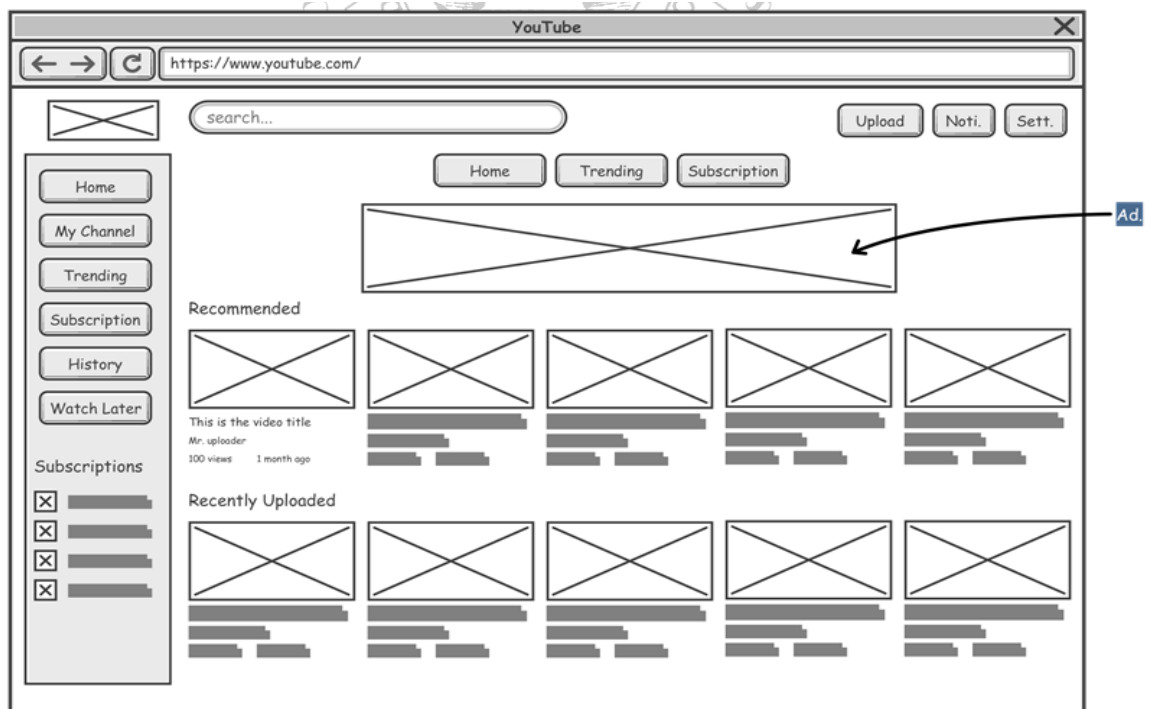 YouTube
https://www.youtube.com/
search...
Upload
Noti.
Sett.
Home
Trending
Subscription
Ad.
Home
My Channel
Trending
Subscription
History
Watch Later
Subscriptions
Recommended
This is the video title
Mr. uploader
100 views 1 month ago
Recently Uploaded